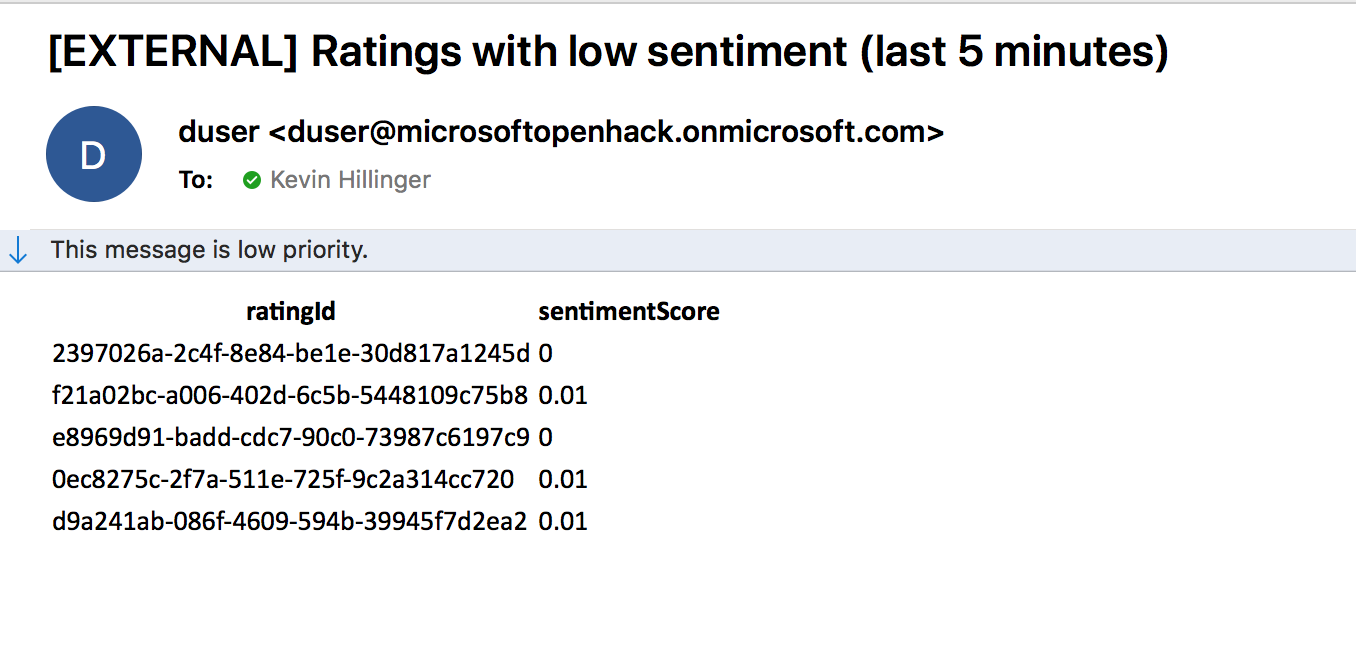 [EXTERNAL] Ratings with low sentiment (last 5 minutes)
D
duser <duser@microsoftopenhack.onmicrosoft.com>
To: Kevin Hillinger
This message is low priority.
ratingId sentimentScore
2397026a-2c4f-8e84-be1e-30d817a1245d 0
f21a02bc-a006-402d-6c5b-5448109c75b8 0.01
e8969d91-badd-cdc7-90c0-73987c6197c9 0
0ec8275c-2f7a-511e-725f-9c2a314cc720 0.01
d9a241ab-086f-4609-594b-39945f7d2ea2 0.01